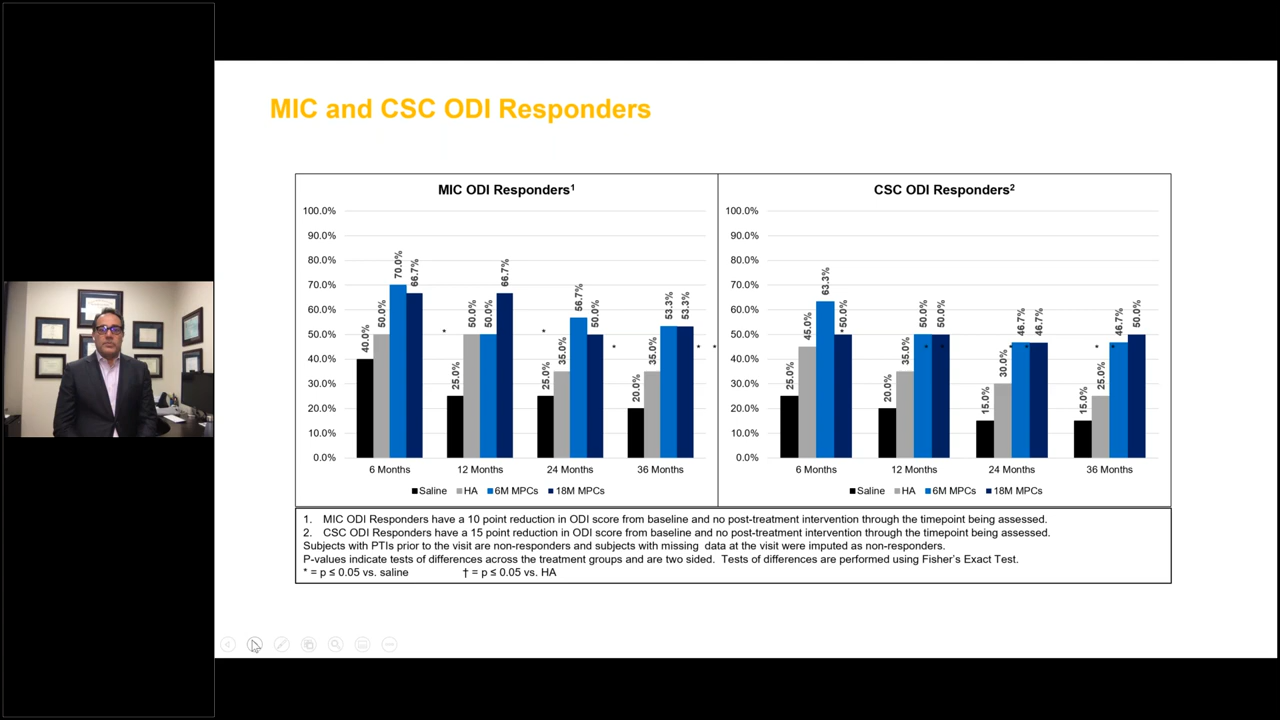 MIC and CSC ODI Responders
MIC ODI Responders1
100.0%
90.0%
80.0%
70.0%
60.0%
50.0%
40.0%
30.0%
20.0%
10.0%
0.0%
40.0% 50.0% 70.0% 66.7%
* 25.0% 50.0% 50.0% 66.7%
* 25.0% 35.0% 56.7% 50.0%
* 20.0% 35.0% 53.3% 53.3% * *
6 Months 12 Months 24 Months 36 Months
Saline HA 6M MPCs 18M MPCs
CSC ODI Responders2
100.0%
90.0%
80.0%
70.0%
60.0%
50.0%
40.0%
30.0%
20.0%
10.0%
0.0%
25.0% 45.0% 63.3% *50.0%
20.0% 35.0% 50.0% 50.0% * *
15.0% 30.0% 46.7% 46.7% * *
15.0% 25.0% 46.7% 50.0% * *
6 Months 12 Months 24 Months 36 Months
Saline HA 6M MPCs 18M MPCs
1. MIC ODI Responders have a 10 point reduction in ODI score from baseline and no post-treatment intervention through the timepoint being assessed.
2. CSC ODI Responders have a 15 point reduction in ODI score from baseline and no post-treatment intervention through the timepoint being assessed.
Subjects with PTIs prior to the visit are non-responders and subjects with missing data at the visit were imputed as non-responders.
P-values indicate tests of differences across the treatment groups and are two sided. Tests of differences are performed using Fisher's Exact Test.
* = p ≤ 0.05 vs. saline † = p ≤ 0.05 vs. HA